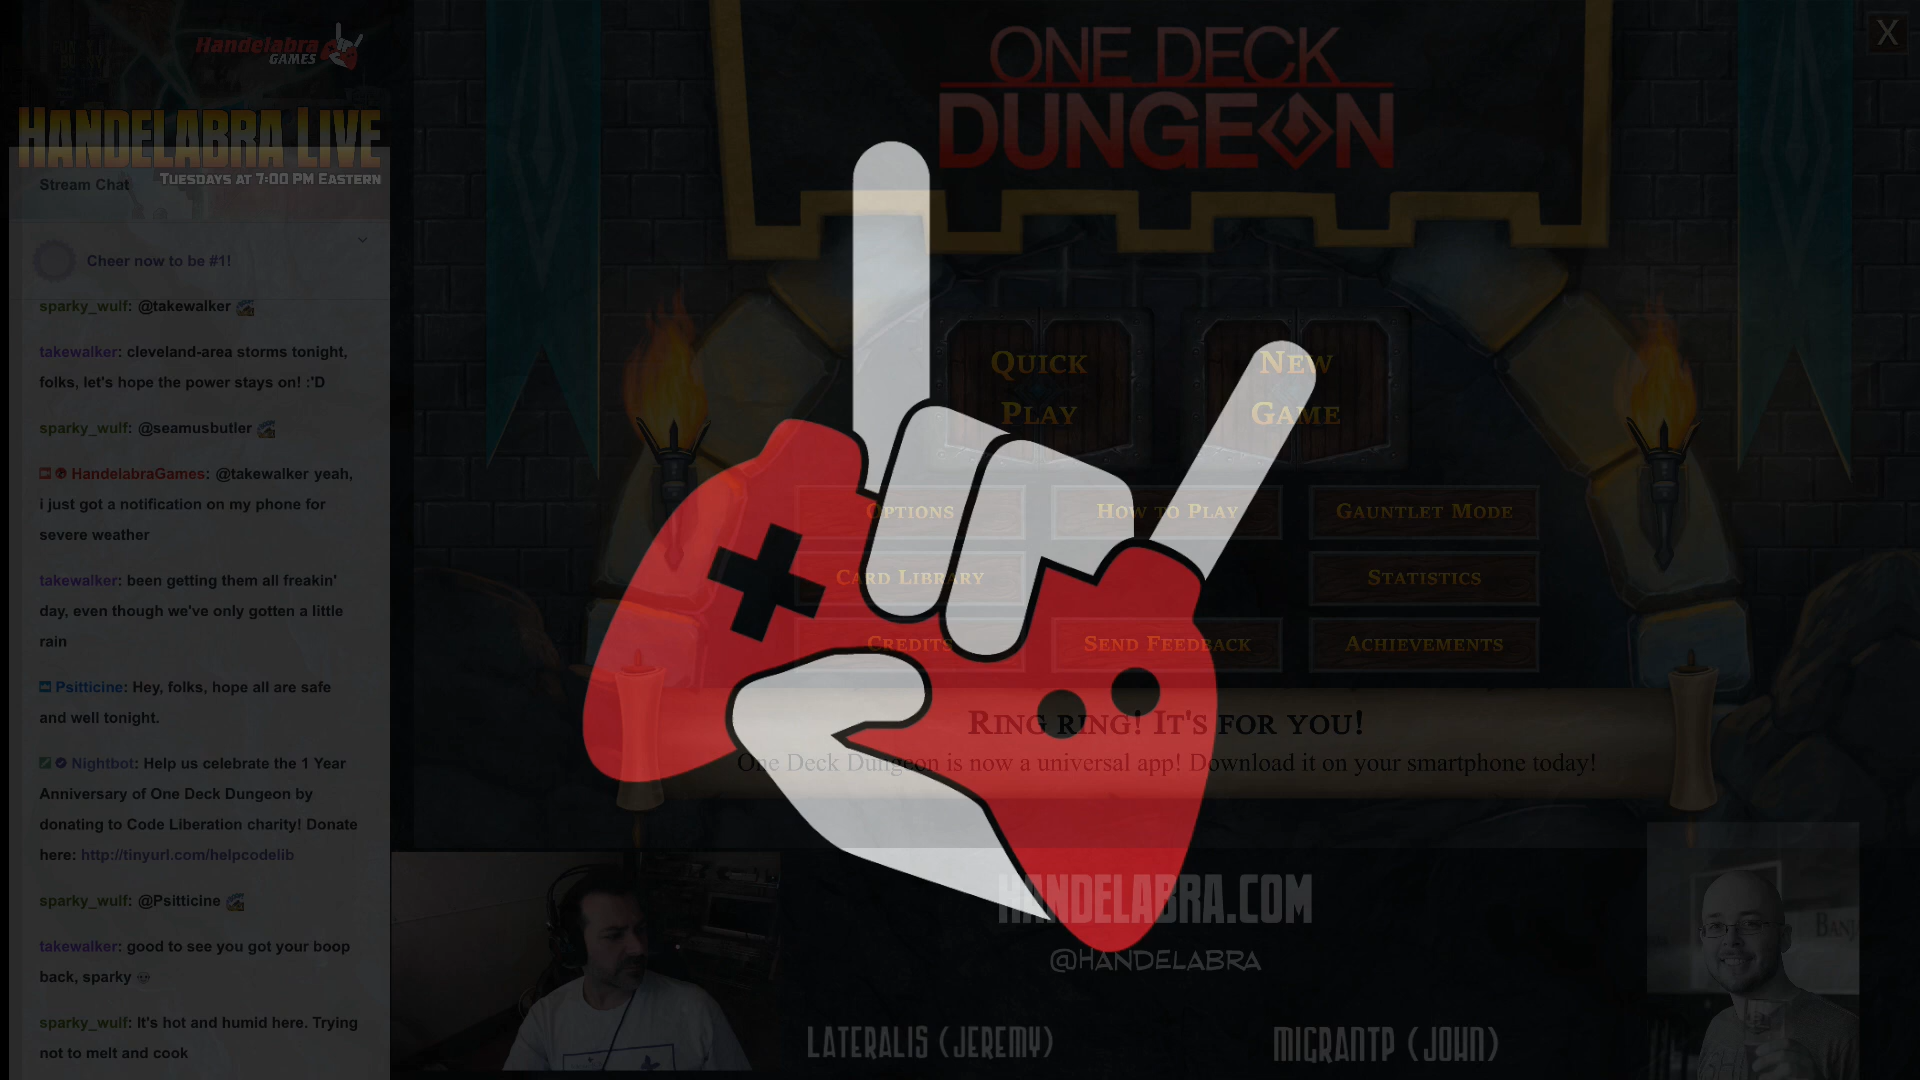 Handelabra
GAMES
HANDELABRA LIVE
TUESDAYS AT 7:00 PM EASTERN
Stream Chat
Cheer now to be #1!
sparky_wulf: @takewalker
takewalker: cleveland-area storms tonight,
folks, let's hope the power stays on! :'D
sparky_wulf: @seamusbutler
HandelabraGames: @takewalker yeah,
i just got a notification on my phone for
severe weather
takewalker: been getting them all freakin'
day, even though we've only gotten a little
rain
Psitticine: Hey, folks, hope all are safe
and well tonight.
Nightbot: Help us celebrate the 1 Year
Anniversary of One Deck Dungeon by
donating to Code Liberation charity! Donate
here: http://tinyurl.com/helpcodelib
sparky_wulf: @Psitticine
takewalker: good to see you got your boop
back, sparky
sparky_wulf: It's hot and humid here. Trying
not to melt and cook
X
ONE DECK
DUNGEON
QUICK
PLAY
NEW
GAME
OPTIONS
HOW TO PLAY
GAUNTLET MODE
CARD LIBRARY
STATISTICS
CREDITS
SEND FEEDBACK
ACHIEVEMENTS
RING RING! IT'S FOR YOU!
One Deck Dungeon is now a universal app! Download it on your smartphone today!
HANDELABRA.COM
@HANDELABRA
LATERALIS (JEREMY)
MIGRANTP (JOHN)